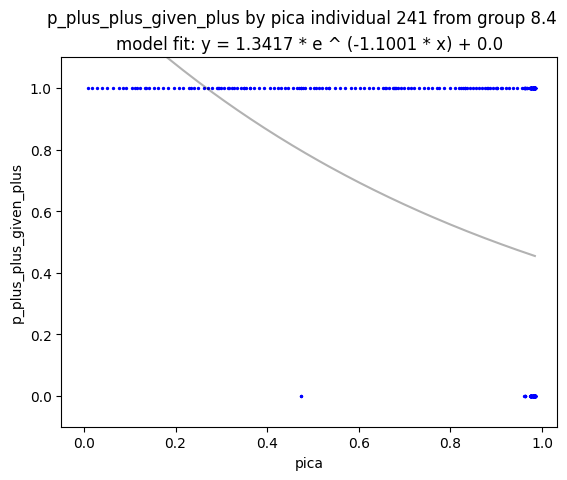 p_plus_plus_given_plus by pica individual 241 from group 8.4
model fit: y = 1.3417 * e ^ (-1.1001 * x) + 0.0
1.0
0.8
0.6
0.4
0.2
0.0
p_plus_plus_given_plus
0.0 0.2 0.4 0.6 0.8 1.0
pica